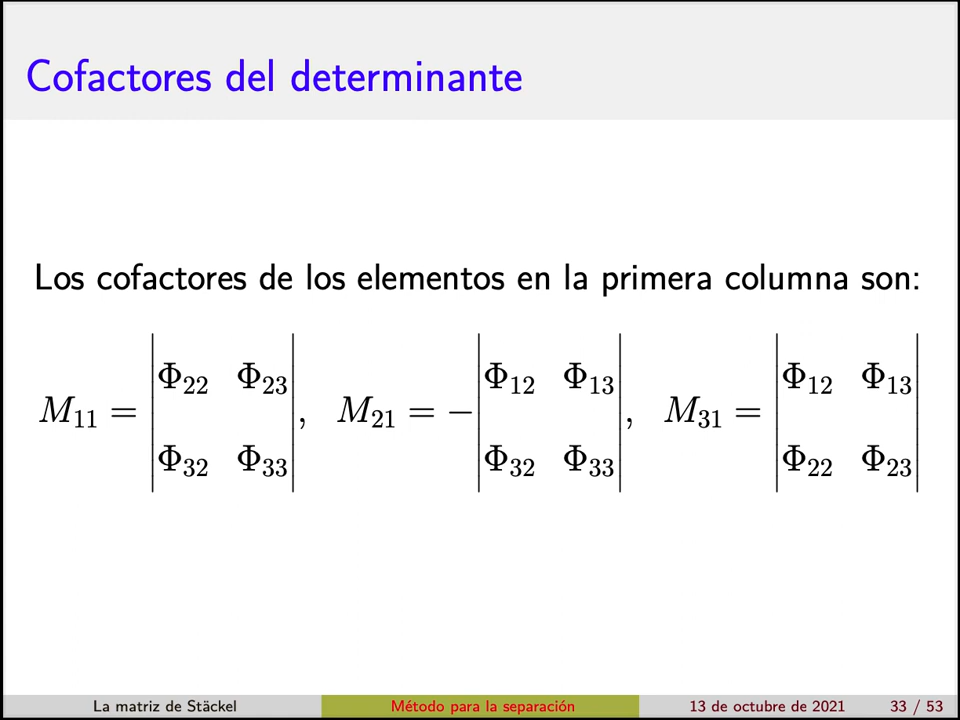 Cofactores del determinante
Los cofactores de los elementos en la primera columna son:
M₁₁ = |Φ₂₂ Φ₂₃; Φ₃₂ Φ₃₃|, M₂₁ = −|Φ₁₂ Φ₁₃; Φ₃₂ Φ₃₃|, M₃₁ = |Φ₁₂ Φ₁₃; Φ₂₂ Φ₂₃|
La matriz de Stäckel Método para la separación 13 de octubre de 2021 33 / 53